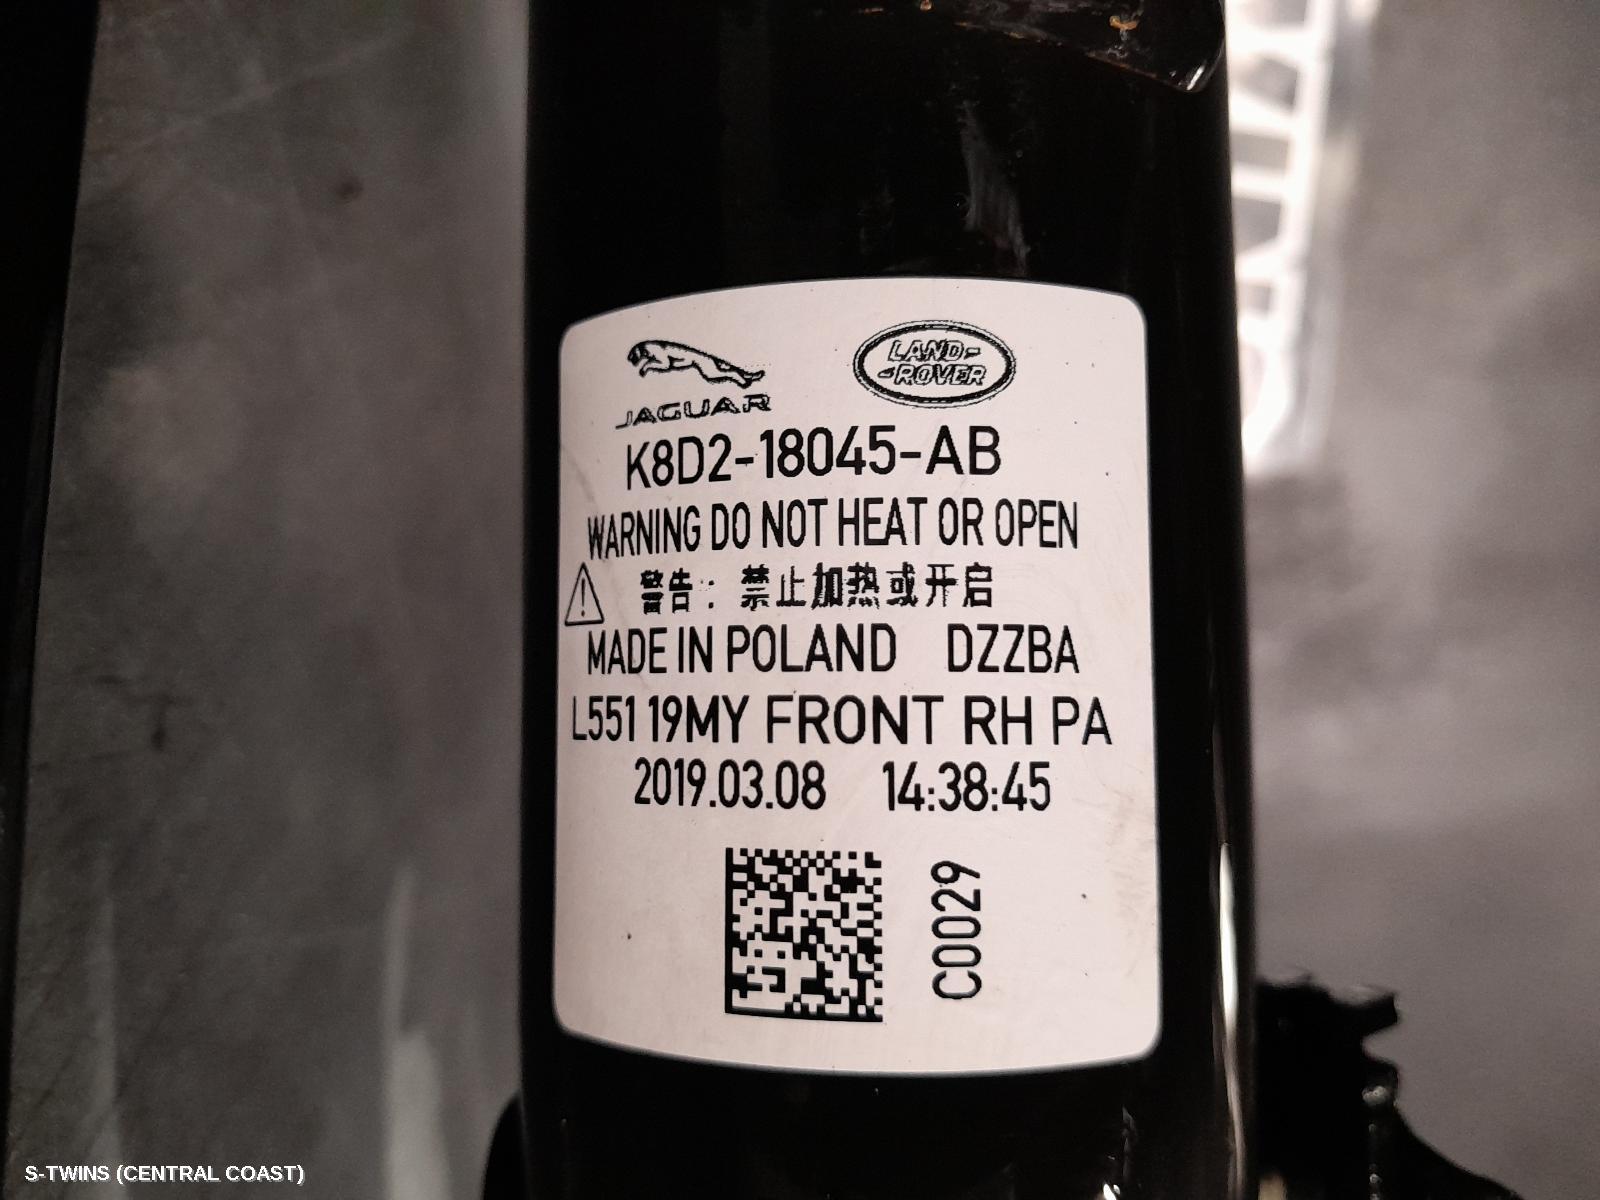 JAGUAR
LAND-
-ROVER
K8D2-18045-AB
WARNING DO NOT HEAT OR OPEN
警告：禁止加热或开启
MADE IN POLAND DZZBA
L551 19MY FRONT RH PA
2019.03.08 14:38:45
C0029
S-TWINS (CENTRAL COAST)